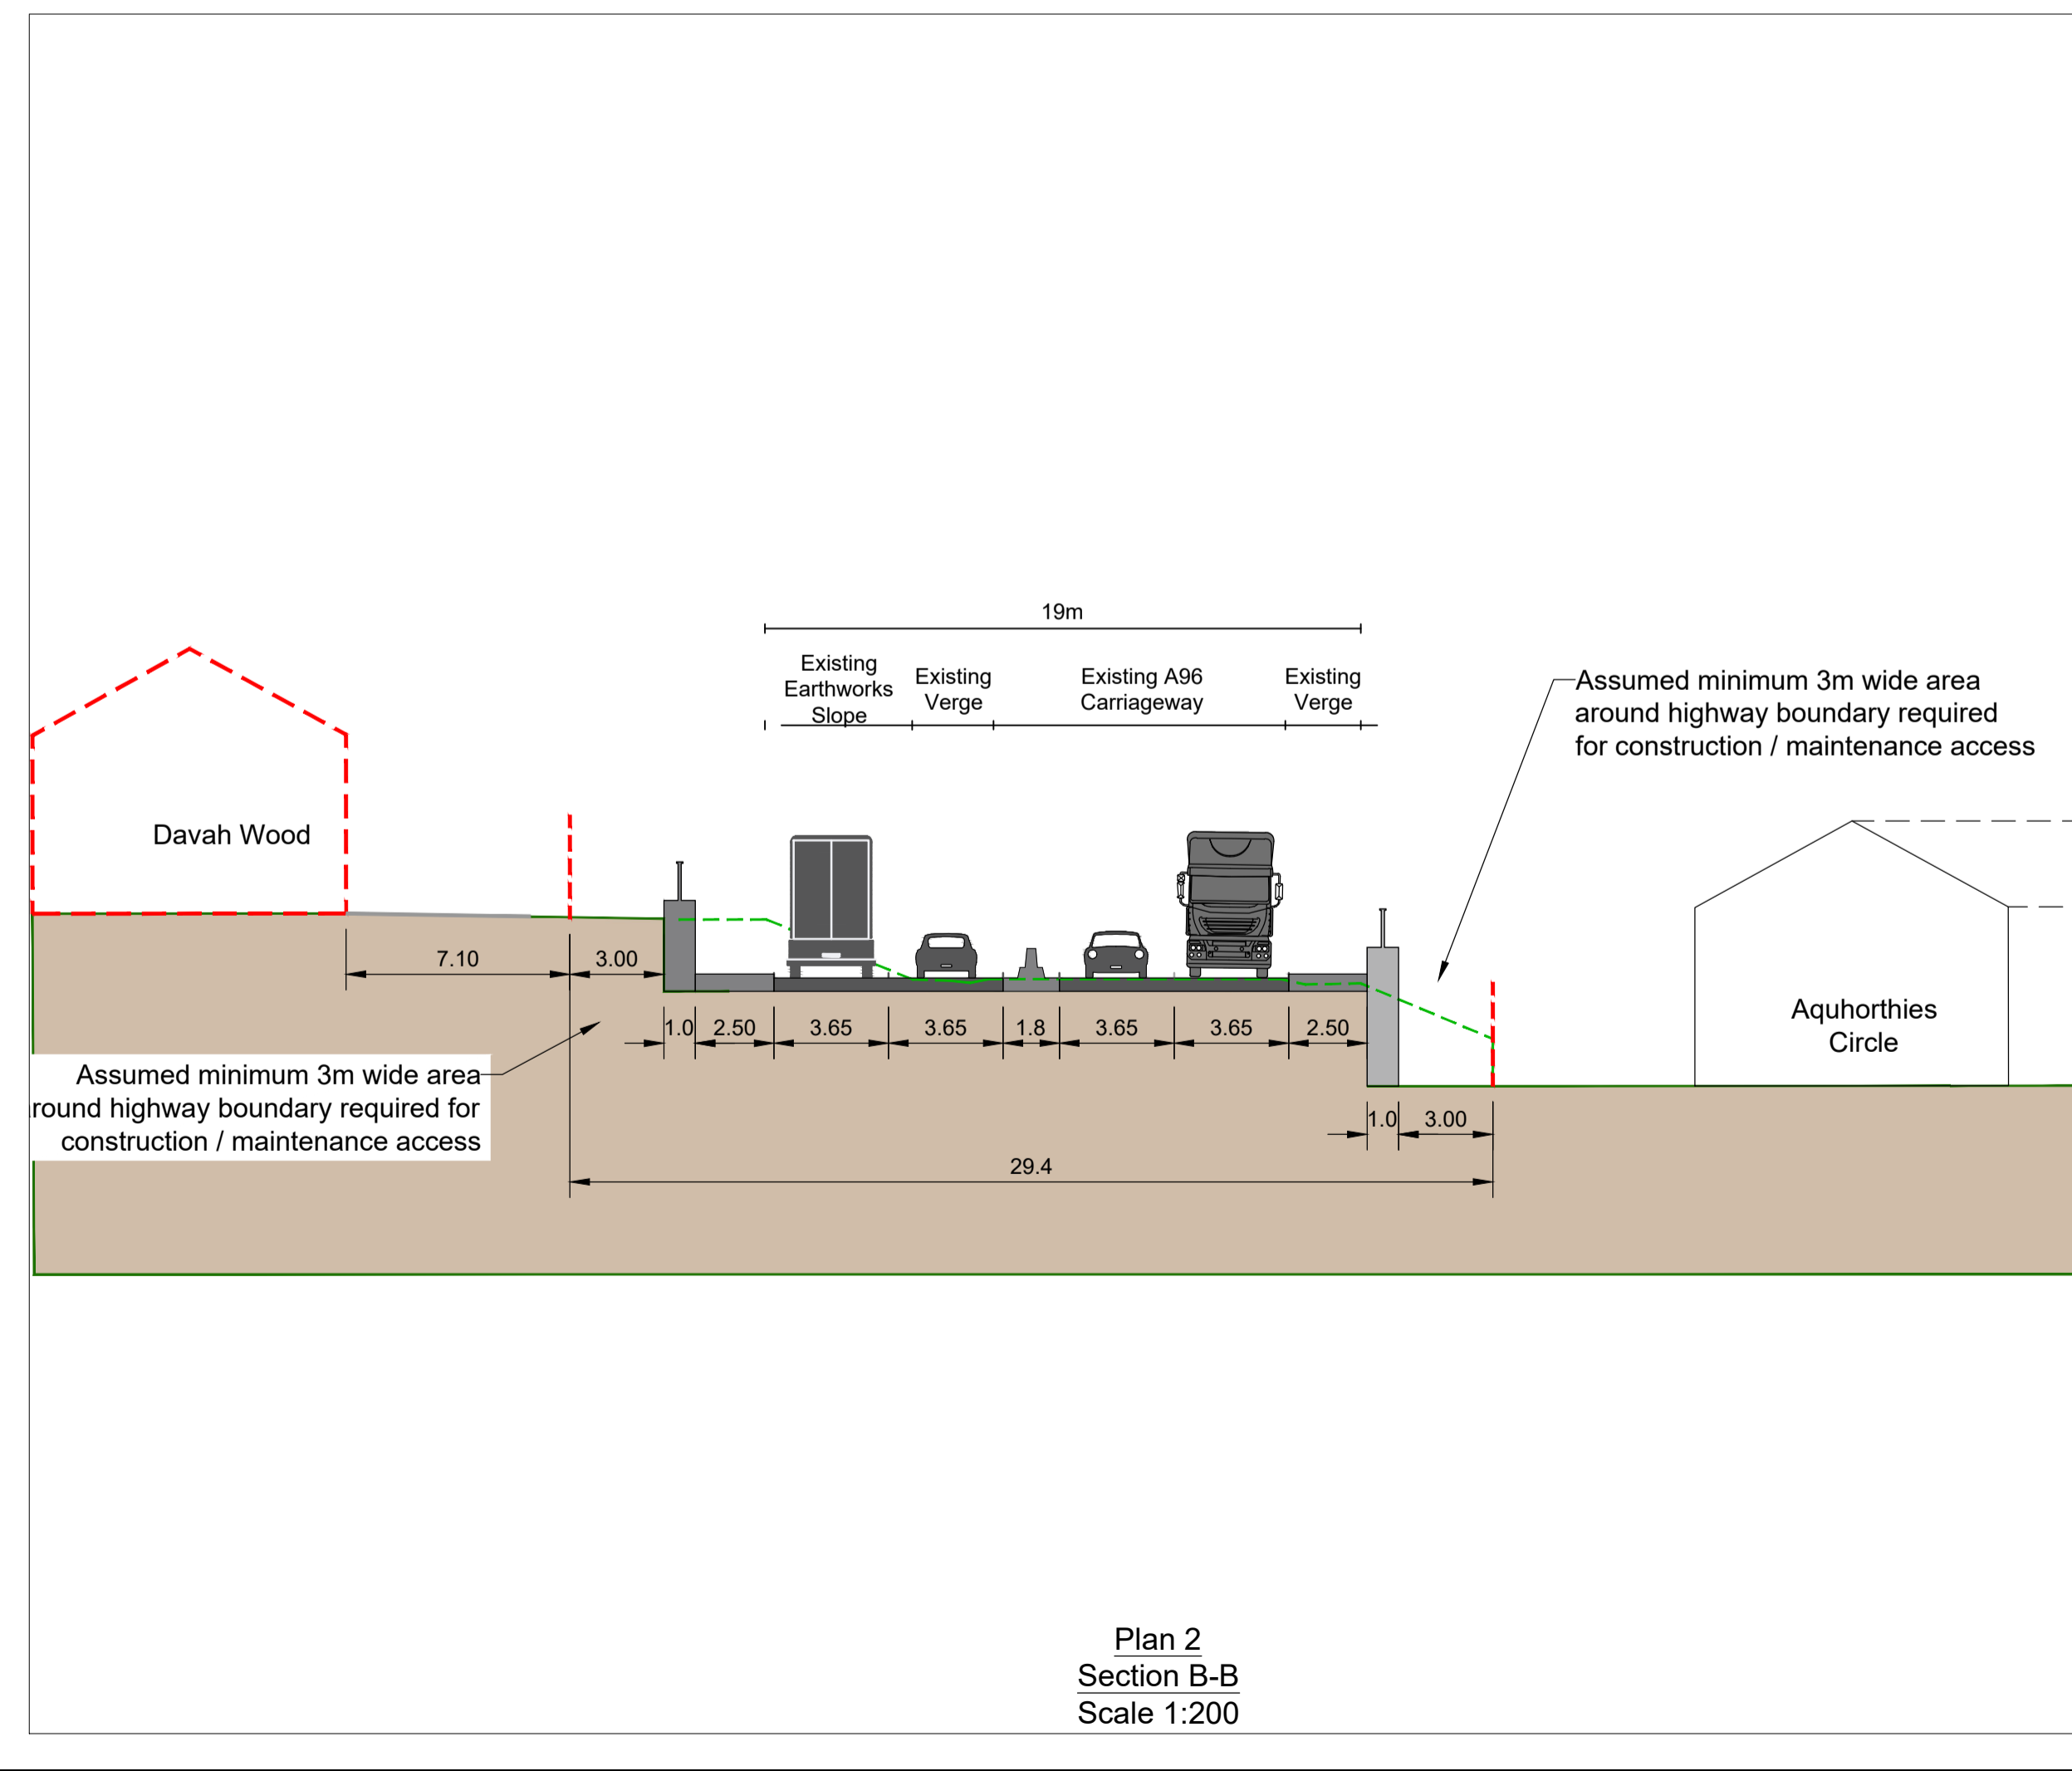 19m
Existing
Earthworks
Slope
Existing
Verge
Existing A96
Carriageway
Existing
Verge
Assumed minimum 3m wide area
around highway boundary required
for construction / maintenance access
Davah Wood
7.10
3.00
1.0
2.50
3.65
3.65
1.8
3.65
3.65
2.50
Aquhorthies
Circle
Assumed minimum 3m wide area
round highway boundary required for
construction / maintenance access
1.0
3.00
29.4
Plan 2
Section B-B
Scale 1:200